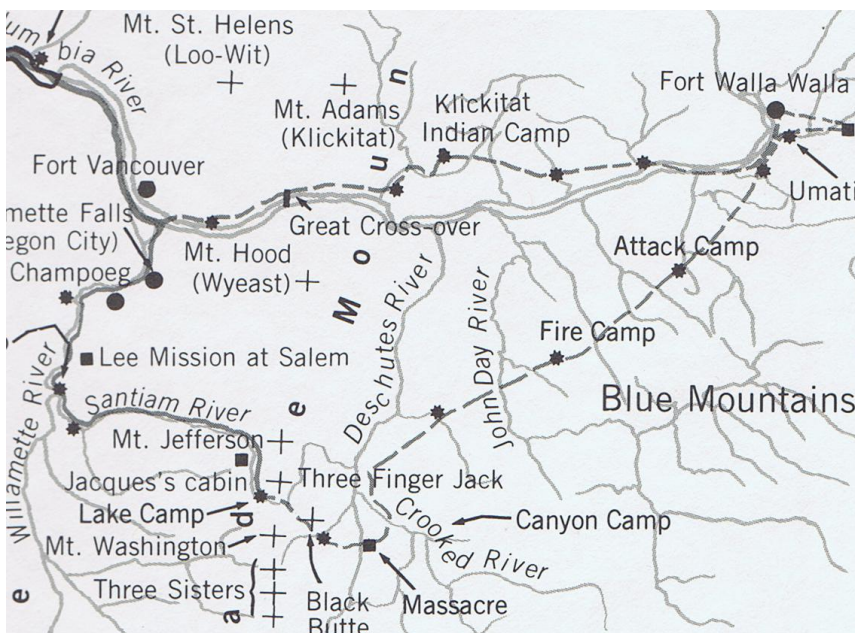 Mt. St. Helens
(Loo-Wit)
um
bia River
Mt. Adams
(Klickitat)
Klickitat
Indian Camp
Fort Walla Walla
Fort Vancouver
Umati
mette Falls
egon City)
Great Cross-over
Champoeg
Mt. Hood
(Wyeast)
Attack Camp
Deschutes River
John Day River
Fire Camp
Lee Mission at Salem
Blue Mountains
Willamette River
Santiam River
Mt. Jefferson
Jacques's cabin
Three Finger Jack
Lake Camp
Crooked River
Canyon Camp
Mt. Washington
Three Sisters
Black
Butte
Massacre
n
u
o
M
e
d
a
e